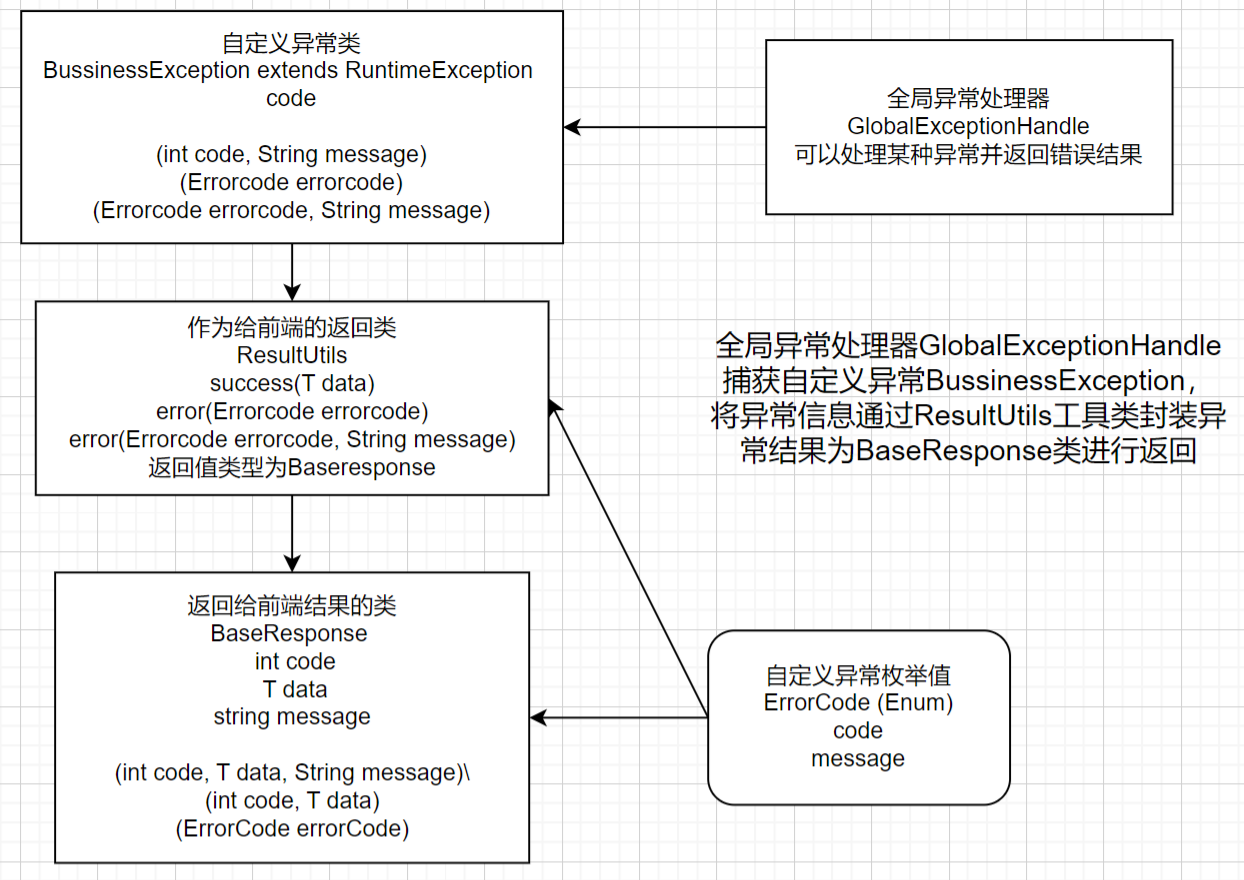 自定义异常类
BussinessException extends RuntimeException
code
(int code, String message)
(Errorcode errorcode)
(Errorcode errorcode, String message)
全局异常处理器
GlobalExceptionHandle
可以处理某种异常并返回错误结果
作为给前端的返回类
ResultUtils
success(T data)
error(Errorcode errorcode)
error(Errorcode errorcode, String message)
返回值类型为Baseresponse
全局异常处理器GlobalExceptionHandle
捕获自定义异常BussinessException，
将异常信息通过ResultUtils工具类封装异
常结果为BaseResponse类进行返回
返回给前端结果的类
BaseResponse
int code
T data
string message
(int code, T data, String message)\
(int code, T data)
(ErrorCode errorCode)
自定义异常枚举值
ErrorCode (Enum)
code
message